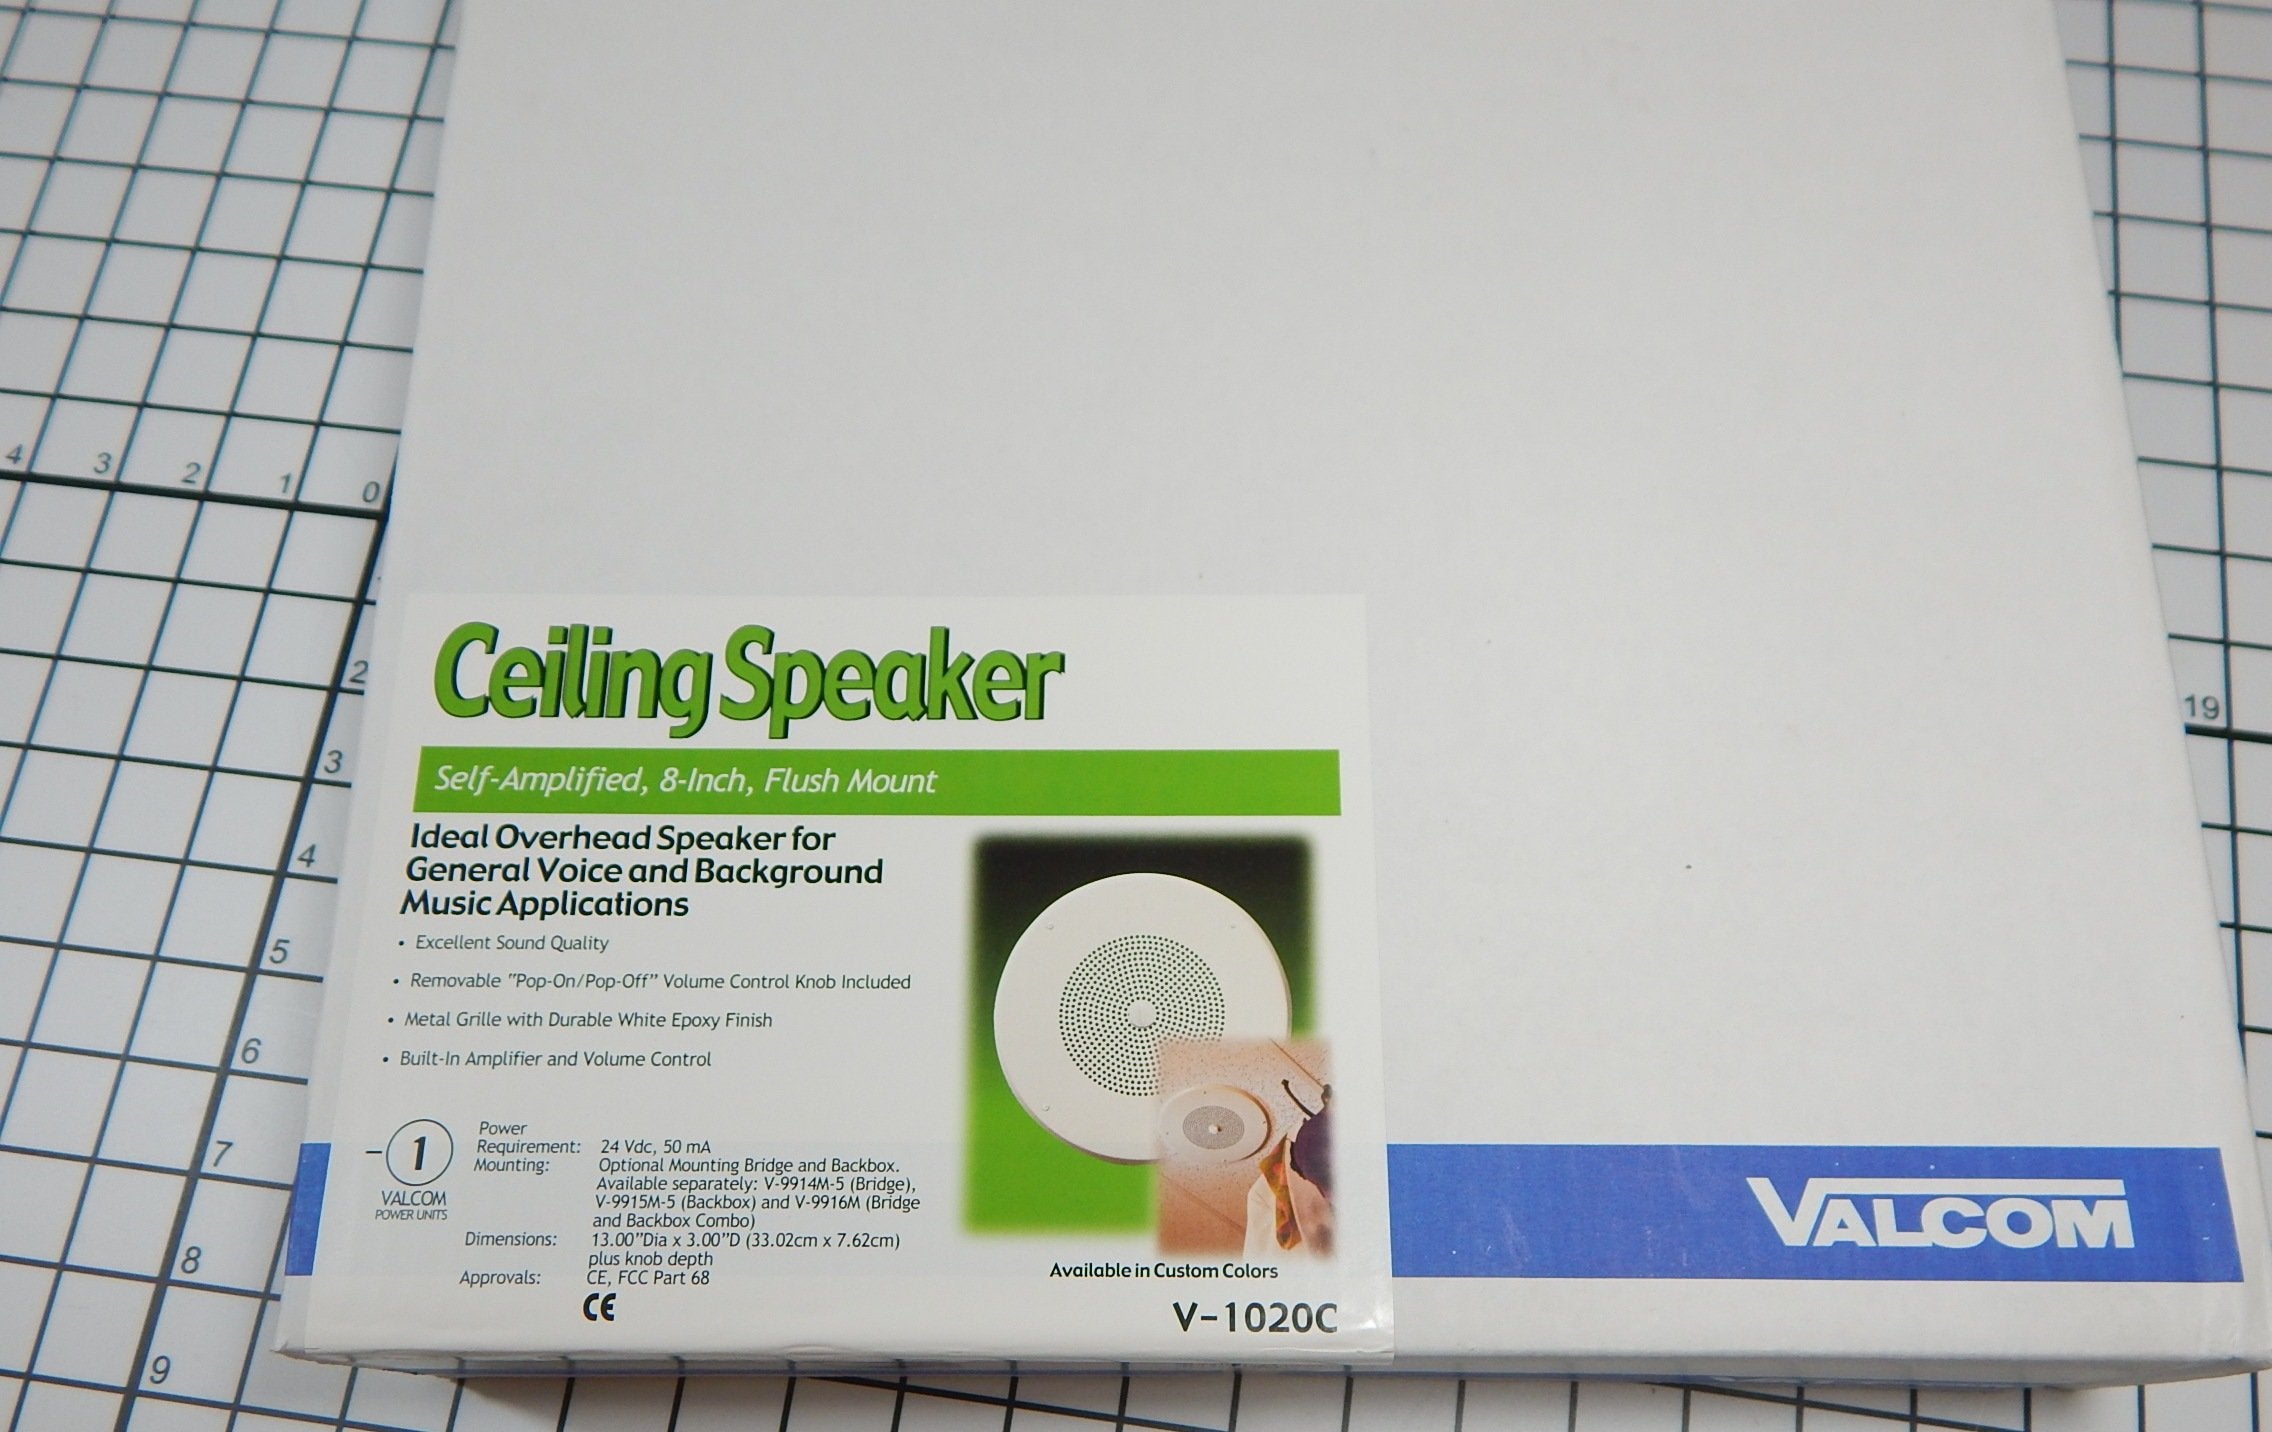 4 3 2 1 0
Ceiling Speaker
2
19
3
Self-Amplified, 8-Inch, Flush Mount
Ideal Overhead Speaker for
General Voice and Background
Music Applications
4
• Excellent Sound Quality
5
• Removable "Pop-On/Pop-Off" Volume Control Knob Included
• Metal Grille with Durable White Epoxy Finish
6
• Built-In Amplifier and Volume Control
7
-1
VALCOM
POWER UNITS
Power
Requirement: 24 Vdc, 50 mA
Mounting: Optional Mounting Bridge and Backbox.
Available separately: V-9914M-5 (Bridge),
V-9915M-5 (Backbox) and V-9916M (Bridge
and Backbox Combo)
Dimensions: 13.00"Dia x 3.00"D (33.02cm x 7.62cm)
plus knob depth
Approvals: CE, FCC Part 68
CE
8
9
Available in Custom Colors
V-1020C
VALCOM